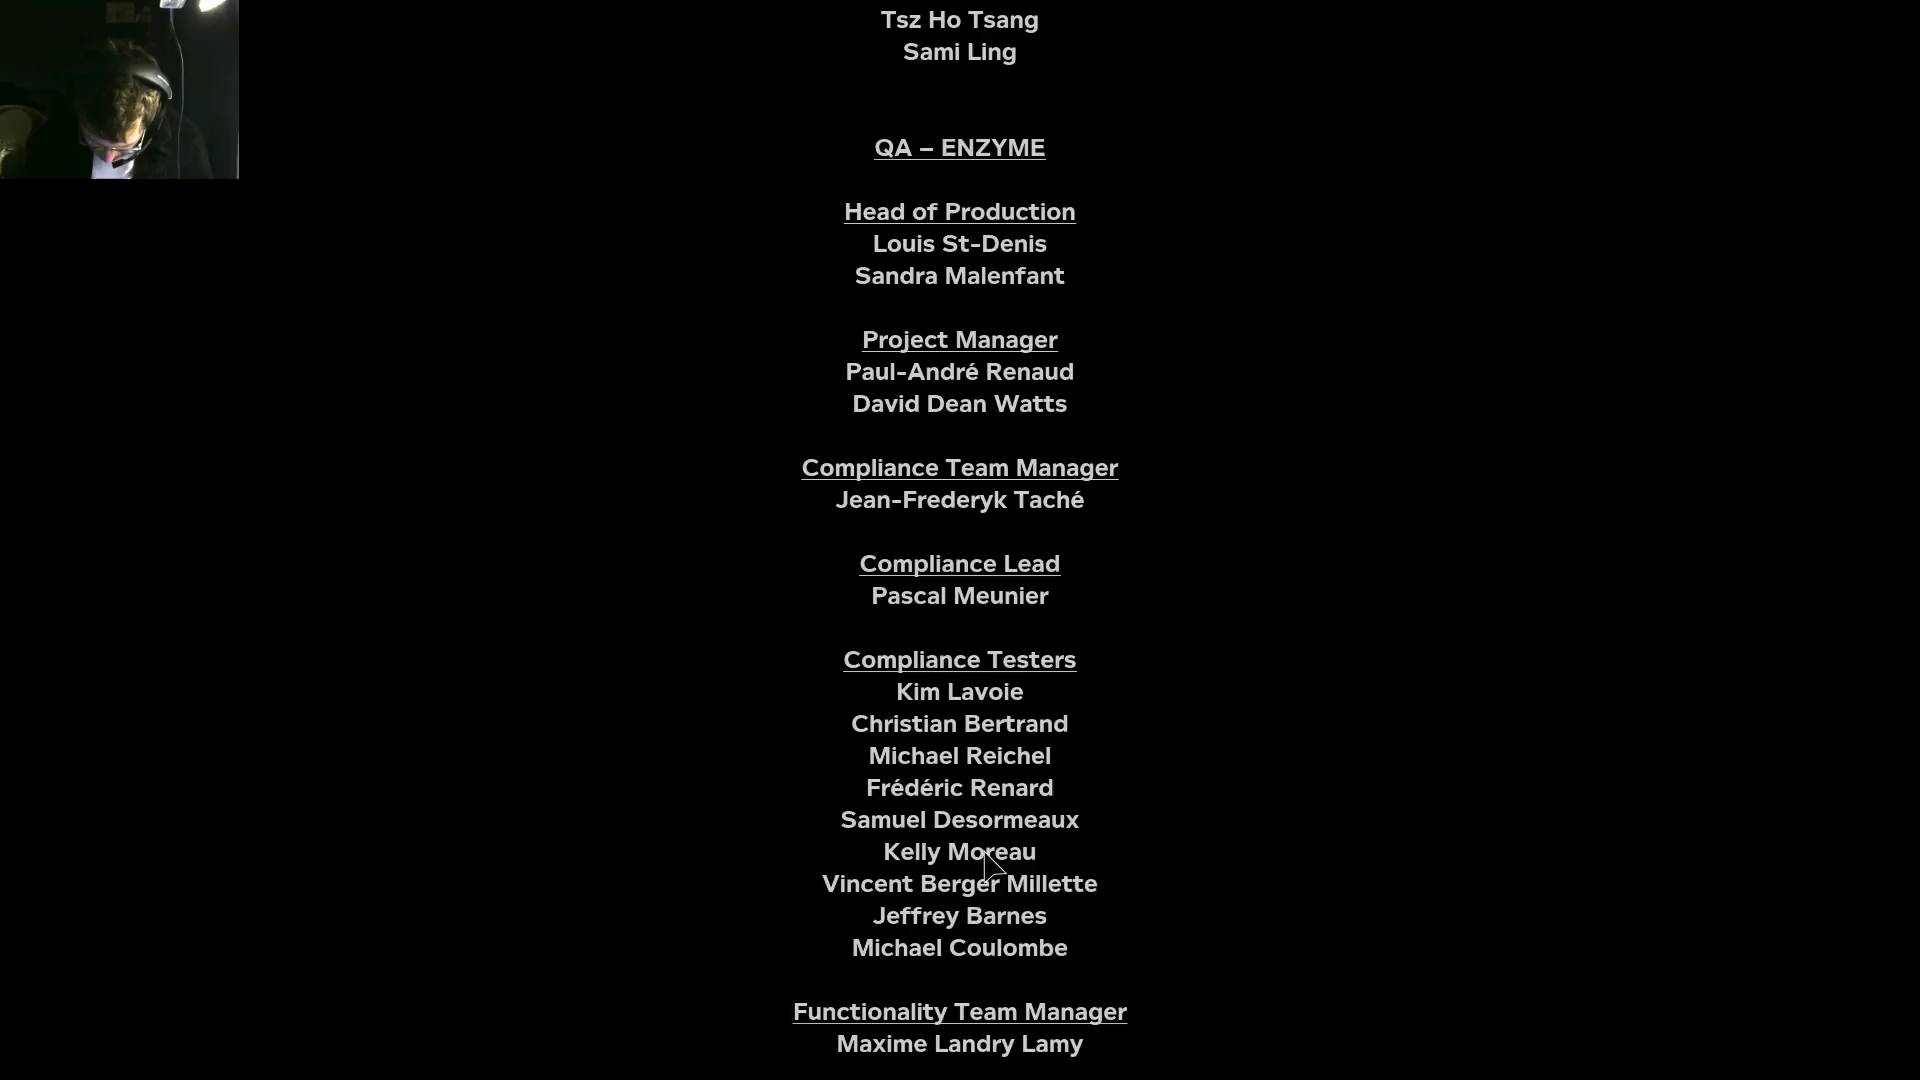 Tsz Ho Tsang
Sami Ling
QA – ENZYME
Head of Production
Louis St-Denis
Sandra Malenfant
Project Manager
Paul-André Renaud
David Dean Watts
Compliance Team Manager
Jean-Frederyk Taché
Compliance Lead
Pascal Meunier
Compliance Testers
Kim Lavoie
Christian Bertrand
Michael Reichel
Frédéric Renard
Samuel Desormeaux
Kelly Moreau
Vincent Berger Millette
Jeffrey Barnes
Michael Coulombe
Functionality Team Manager
Maxime Landry Lamy